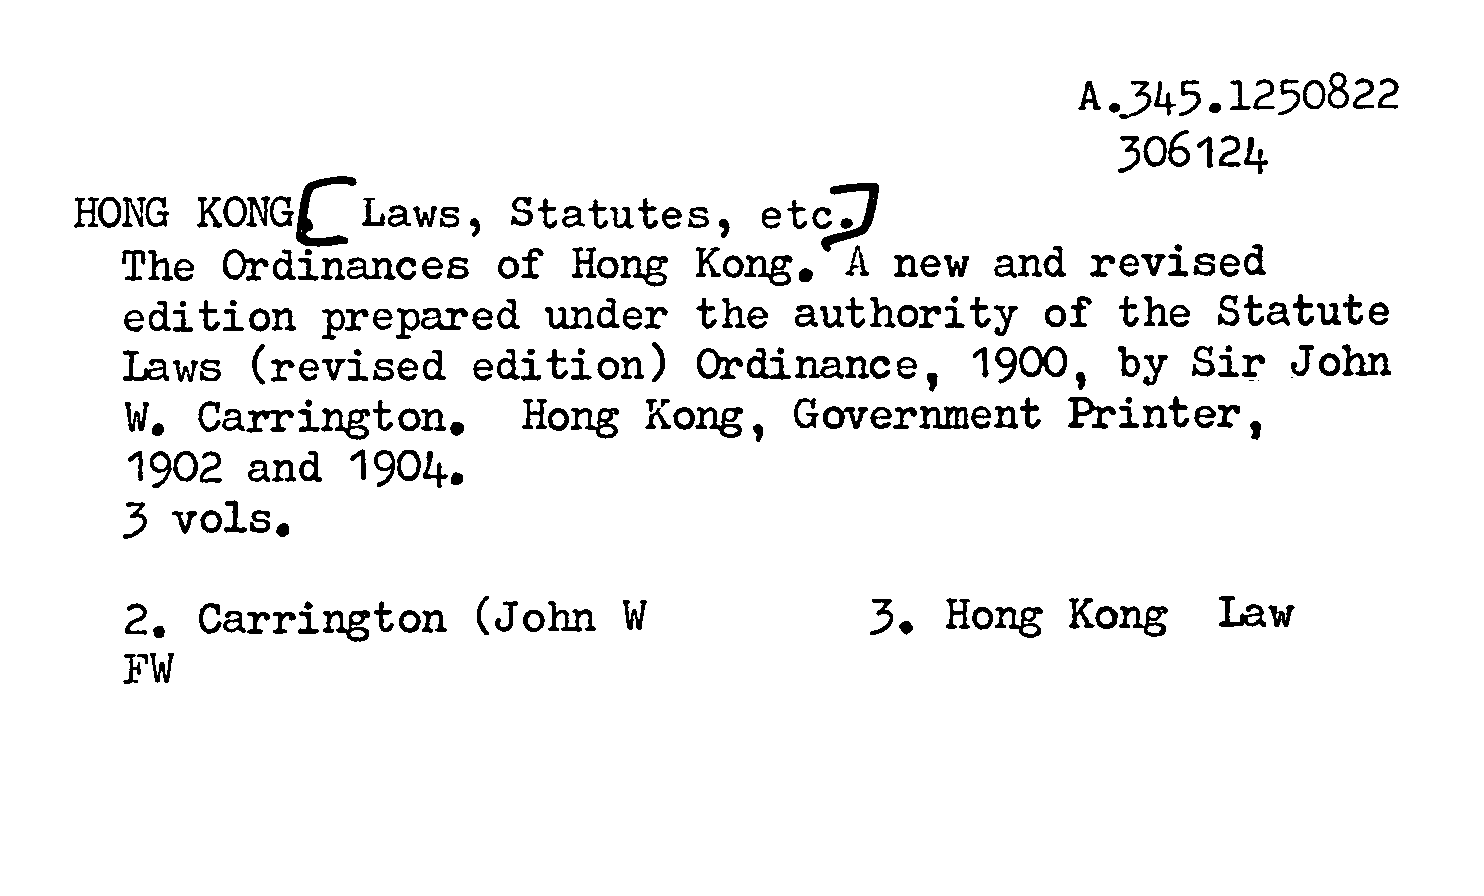 A.345.1250822
306124
HONG KONG[. Laws, Statutes, etc.]
The Ordinances of Hong Kong. A new and revised
edition prepared under the authority of the Statute
Laws (revised edition) Ordinance, 1900, by Sir John
W. Carrington. Hong Kong, Government Printer,
1902 and 1904.
3 vols.
2. Carrington (John W 3. Hong Kong Law
FW